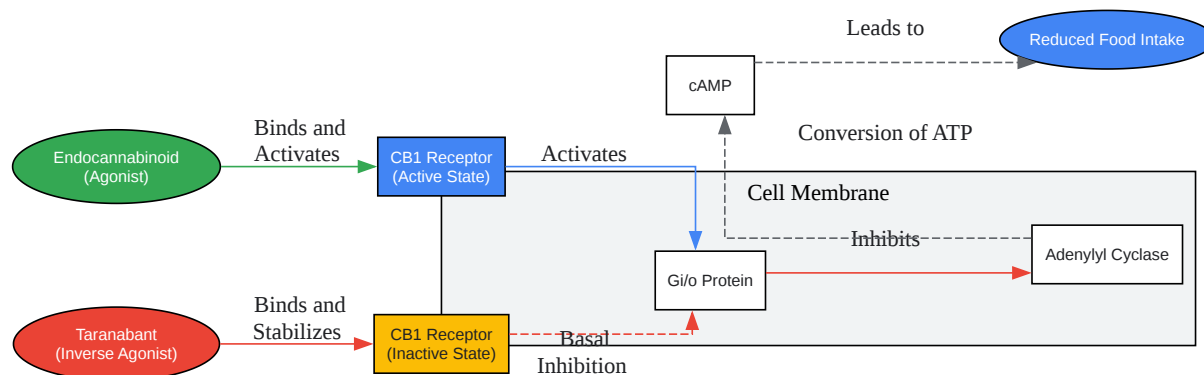 Leads to
Reduced Food Intake
cAMP
Binds and
Activates
Conversion of ATP
Endocannabinoid
(Agonist)
CB1 Receptor
(Active State)
Activates
Cell Membrane
Inhibits
Adenylyl Cyclase
Gi/o Protein
Binds and
Stabilizes
Taranabant
(Inverse Agonist)
CB1 Receptor
(Inactive State)
Basal
Inhibition